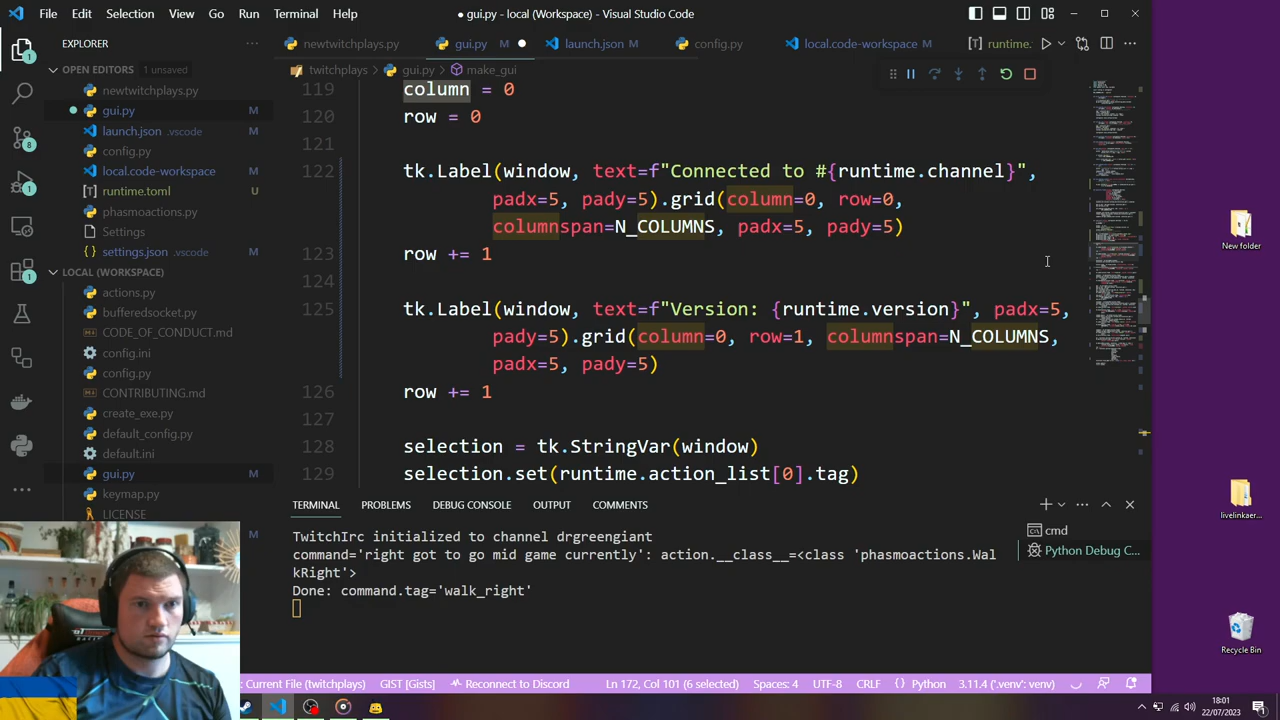 File Edit Selection View Go Run Terminal Help
● gui.py - local (Workspace) - Visual Studio Code
EXPLORER
OPEN EDITORS 1 unsaved
newtwitchplays.py
gui.py M
launch.json .vscode M
config.py
local.code-workspace M
runtime.toml U
phasmoactions.py
Settings
settings.json .vscode M
LOCAL (WORKSPACE)
actions.py
bufferedsocket.py
CODE_OF_CONDUCT.md
config.ini
config.py
CONTRIBUTING.md
create_exe.py
default_config.py
default.ini
gui.py M
keymap.py
LICENSE
M
newtwitchplays.py gui.py M ● launch.json M config.py local.code-workspace M runtime.
twitchplays > gui.py > make_gui
119 column = 0
120 row = 0
121
Label(window, text=f"Connected to #{runtime.channel}",
padx=5, pady=5).grid(column=0, row=0,
columnspan=N_COLUMNS, padx=5, pady=5)
123 row += 1
124
125 Label(window, text=f"Version: {runtime.version}", padx=5,
pady=5).grid(column=0, row=1, columnspan=N_COLUMNS,
padx=5, pady=5)
126 row += 1
127
128 selection = tk.StringVar(window)
129 selection.set(runtime.action_list[0].tag)
TERMINAL PROBLEMS DEBUG CONSOLE OUTPUT COMMENTS
TwitchIrc initialized to channel drgreengiant
command='right got to go mid game currently': action.__class__=<class 'phasmoactions.Wal
kRight'>
Done: command.tag='walk_right'
cmd
Python Debug C...
: Current File (twitchplays) GIST [Gists] Reconnect to Discord Ln 172, Col 101 (6 selected) Spaces: 4 UTF-8 CRLF Python 3.11.4 ('.venv': venv)
New folder
livelinkaer...
Recycle Bin
18:01
22/07/2023